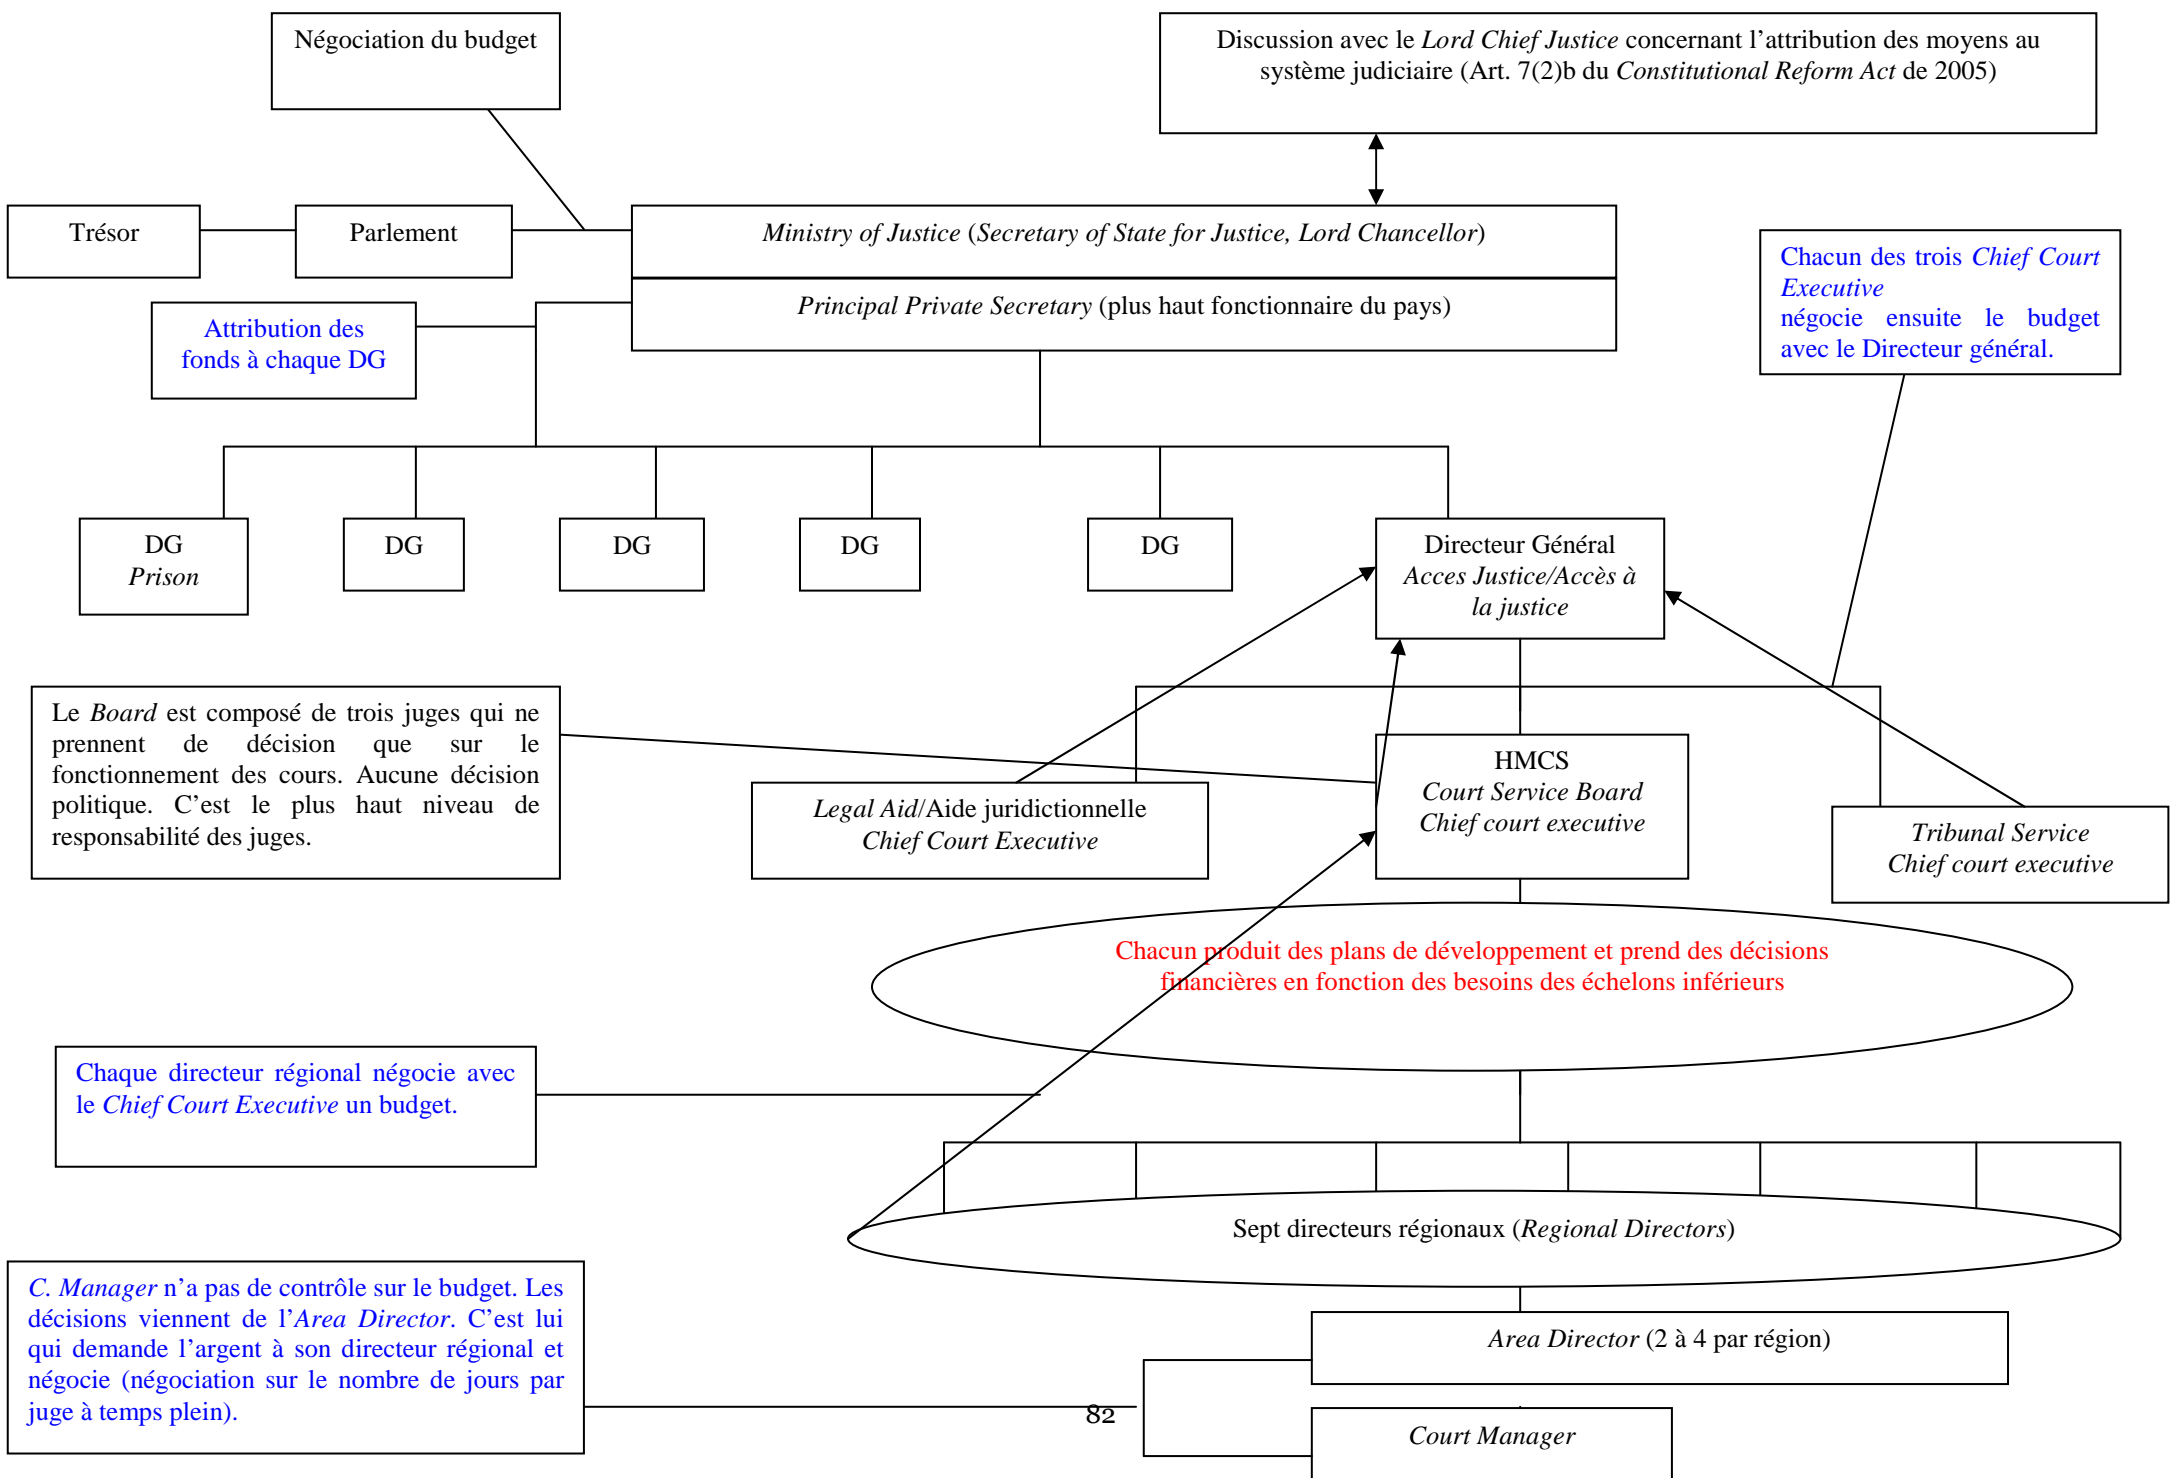 Négociation du budget
Discussion avec le Lord Chief Justice concernant l’attribution des moyens au
système judiciaire (Art. 7(2)b du Constitutional Reform Act de 2005)
Trésor
Parlement
Ministry of Justice (Secretary of State for Justice, Lord Chancellor)
Principal Private Secretary (plus haut fonctionnaire du pays)
Chacun des trois Chief Court
Executive
négocie ensuite le budget
avec le Directeur général.
Attribution des
fonds à chaque DG
DG
Prison
DG
DG
DG
DG
Directeur Général
Acces Justice/Accès à
la justice
Le Board est composé de trois juges qui ne
prennent de décision que sur le
fonctionnement des cours. Aucune décision
politique. C’est le plus haut niveau de
responsabilité des juges.
Legal Aid/Aide juridictionnelle
Chief Court Executive
HMCS
Court Service Board
Chief court executive
Tribunal Service
Chief court executive
Chacun produit des plans de développement et prend des décisions
financières en fonction des besoins des échelons inférieurs
Chaque directeur régional négocie avec
le Chief Court Executive un budget.
Sept directeurs régionaux (Regional Directors)
C. Manager n’a pas de contrôle sur le budget. Les
décisions viennent de l’Area Director. C’est lui
qui demande l’argent à son directeur régional et
négocie (négociation sur le nombre de jours par
juge à temps plein).
Area Director (2 à 4 par région)
Court Manager
82